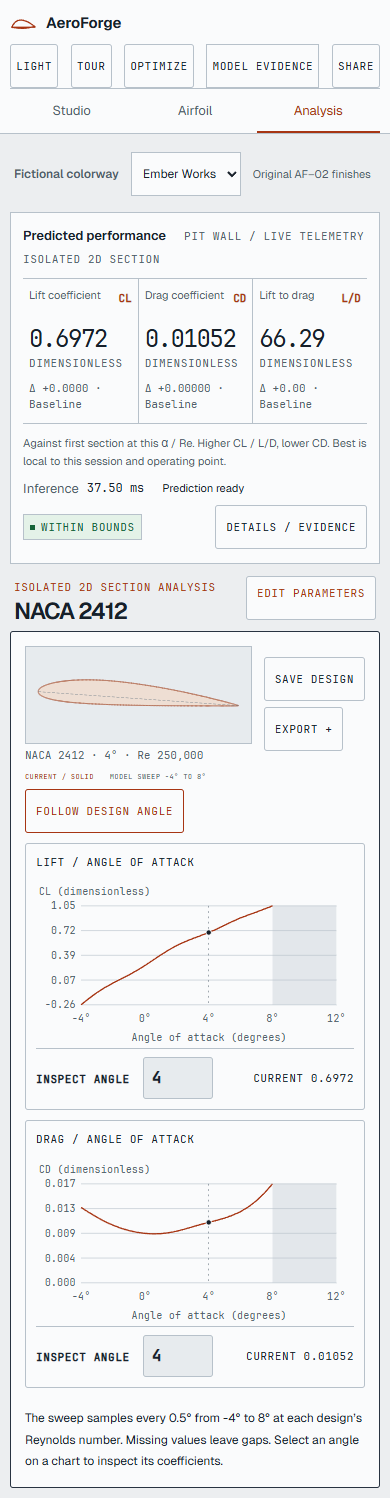 AeroForge
LIGHT TOUR OPTIMIZE MODEL EVIDENCE SHARE
Studio Airfoil Analysis
Fictional colorway Ember Works Original AF-02 finishes
Predicted performance PIT WALL / LIVE TELEMETRY
ISOLATED 2D SECTION
Lift coefficient CL Drag coefficient CD Lift to drag L/D
0.6972 0.01052 66.29
DIMENSIONLESS DIMENSIONLESS DIMENSIONLESS
Δ +0.0000 · Δ +0.00000 · Δ +0.00 ·
Baseline Baseline Baseline
Against first section at this α / Re. Higher CL / L/D, lower CD. Best is
local to this session and operating point.
Inference 37.50 ms Prediction ready
WITHIN BOUNDS DETAILS / EVIDENCE
ISOLATED 2D SECTION ANALYSIS
NACA 2412
EDIT PARAMETERS
SAVE DESIGN
EXPORT +
NACA 2412 · 4° · Re 250,000
CURRENT / SOLID MODEL SWEEP -4° TO 8°
FOLLOW DESIGN ANGLE
LIFT / ANGLE OF ATTACK
CL (dimensionless)
1.05
0.72
0.39
0.07
-0.26
-4° 0° 4° 8° 12°
Angle of attack (degrees)
INSPECT ANGLE 4 CURRENT 0.6972
DRAG / ANGLE OF ATTACK
CD (dimensionless)
0.017
0.013
0.009
0.004
0.000
-4° 0° 4° 8° 12°
Angle of attack (degrees)
INSPECT ANGLE 4 CURRENT 0.01052
The sweep samples every 0.5° from -4° to 8° at each design's
Reynolds number. Missing values leave gaps. Select an angle
on a chart to inspect its coefficients.